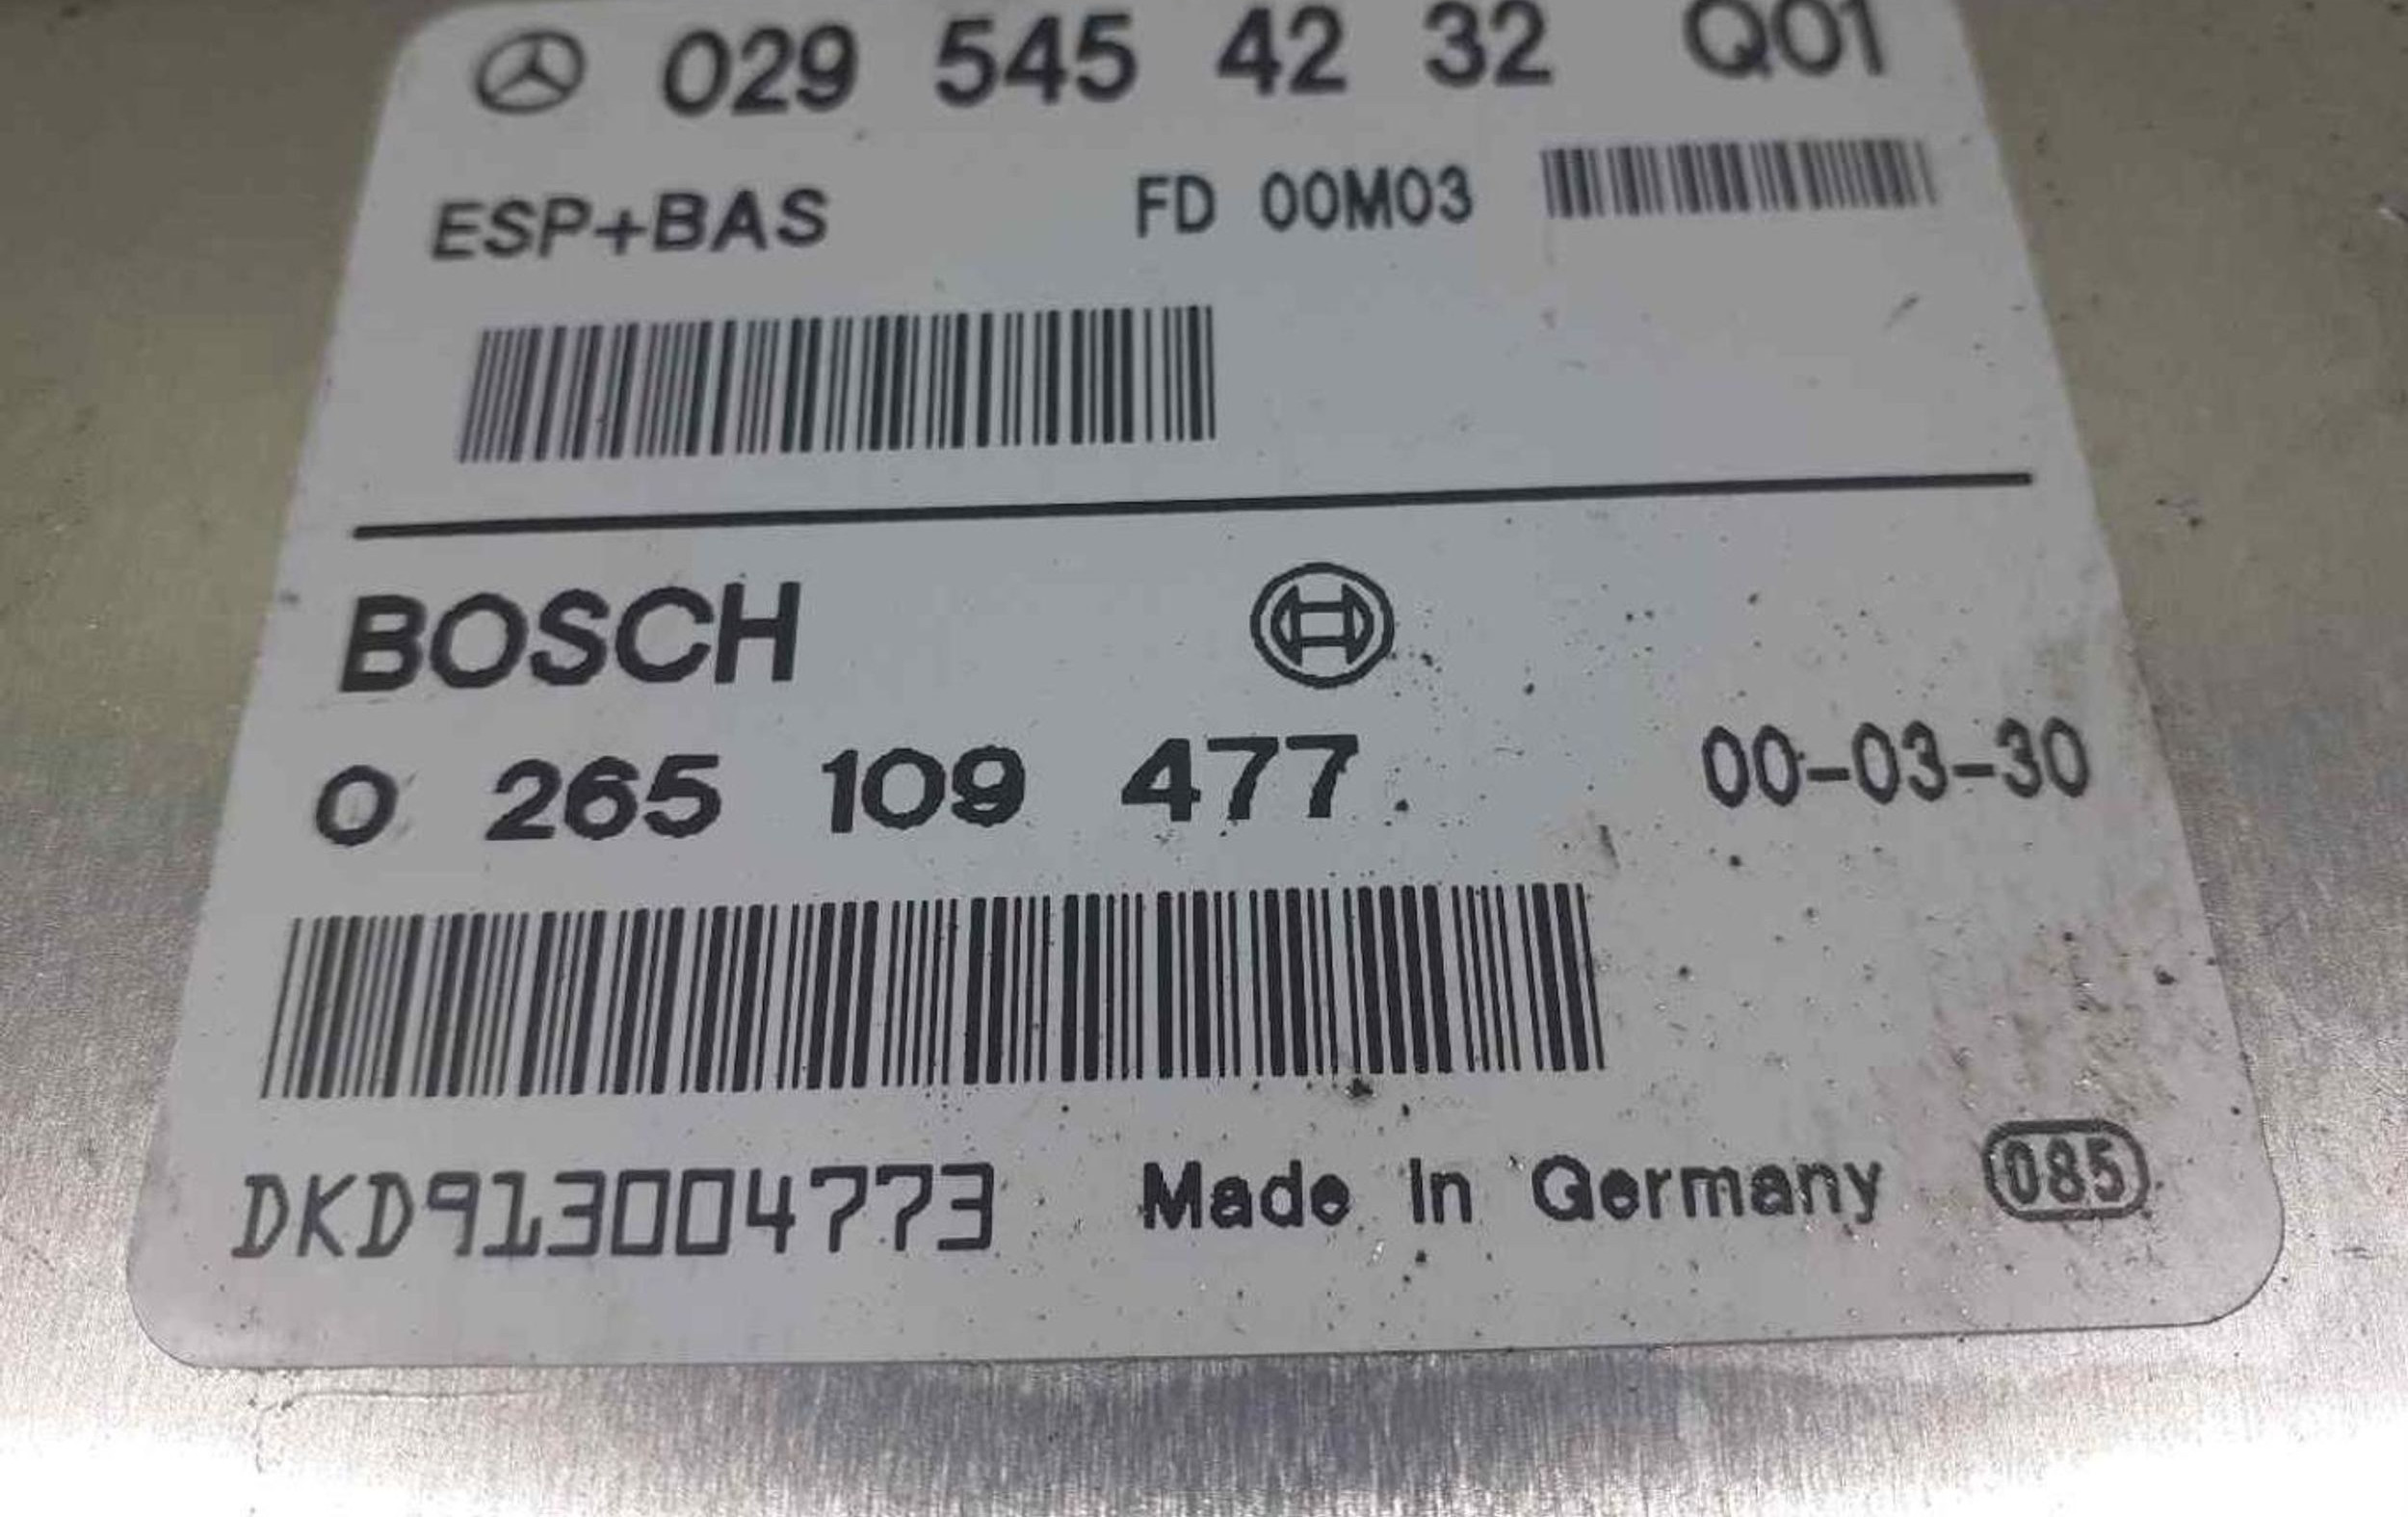 029 545 42 32 Q01
ESP+BAS FD 00M03
BOSCH
0 265 109 477 00-03-30
DKD913004773 Made In Germany 085